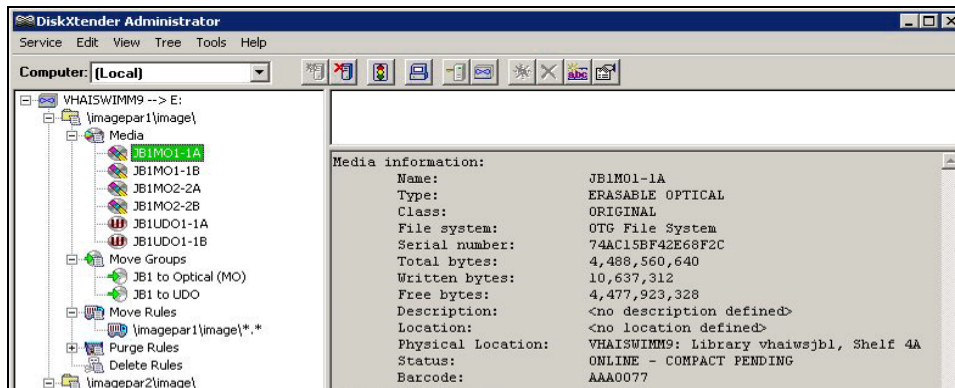 DiskXtender Administrator
Service Edit View Tree Tools Help
Computer: (Local)
abc
VHAISWIMM9 --> E:
\imagepar1\image\
Media
JB1MO1-1A
JB1MO1-1B
JB1MO2-2A
JB1MO2-2B
JB1UDO1-1A
JB1UDO1-1B
Move Groups
JB1 to Optical (MO)
JB1 to UDO
Move Rules
\imagepar1\image\*.*
Purge Rules
Delete Rules
\imagepar2\image\
Media information:
Name: JB1MO1-1A
Type: ERASABLE OPTICAL
Class: ORIGINAL
File system: OTG File System
Serial number: 74AC15BF42E68F2C
Total bytes: 4,488,560,640
Written bytes: 10,637,312
Free bytes: 4,477,923,328
Description: <no description defined>
Location: <no location defined>
Physical Location: VHAISWIMM9: Library vhaiwsjb1, Shelf 4A
Status: ONLINE - COMPACT PENDING
Barcode: AAA0077